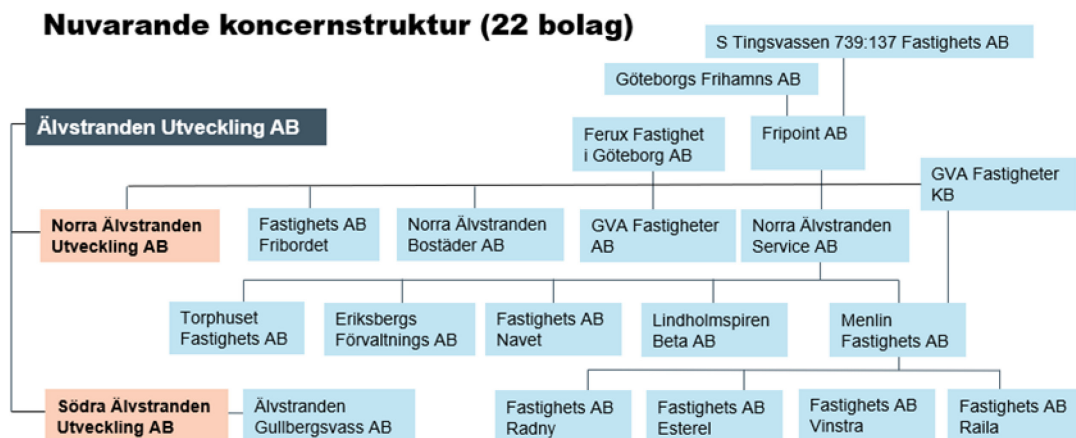 Nuvarande koncernstruktur (22 bolag)
S Tingsvassen 739:137 Fastighets AB
Göteborgs Frihamns AB
Älvstranden Utveckling AB
Ferux Fastighet
i Göteborg AB
Fripoint AB
GVA Fastigheter
KB
Norra Älvstranden
Utveckling AB
Fastighets AB
Fribordet
Norra Älvstranden
Bostäder AB
GVA Fastigheter
AB
Norra Älvstranden
Service AB
Torphuset
Fastighets AB
Eriksbergs
Förvaltnings AB
Fastighets AB
Navet
Lindholmspiren
Beta AB
Menlin
Fastighets AB
Södra Älvstranden
Utveckling AB
Älvstranden
Gullbergsvass AB
Fastighets AB
Radny
Fastighets AB
Esterel
Fastighets AB
Vinstra
Fastighets AB
Raila